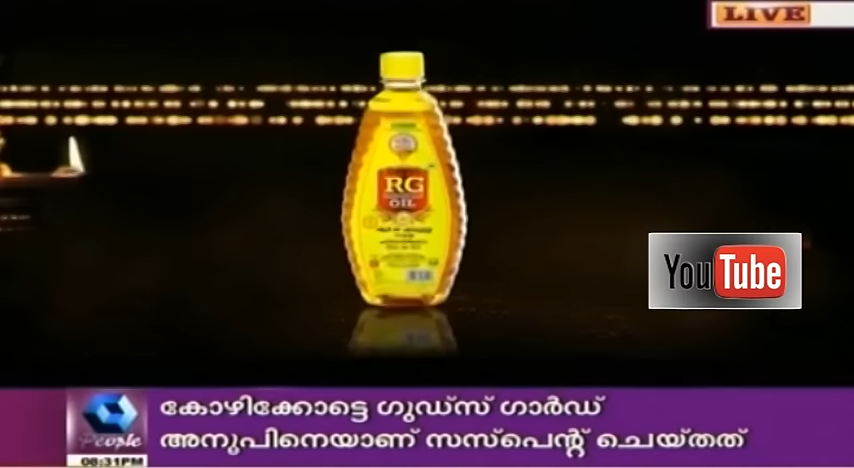 LIVE
RG
OIL
YouTube
കോഴിക്കോട്ടെ ഗുഡ്സ് ഗാർഡ്
അനൂപിനെയാണ് സസ്പെന്റ് ചെയ്തത്
People
08:31PM